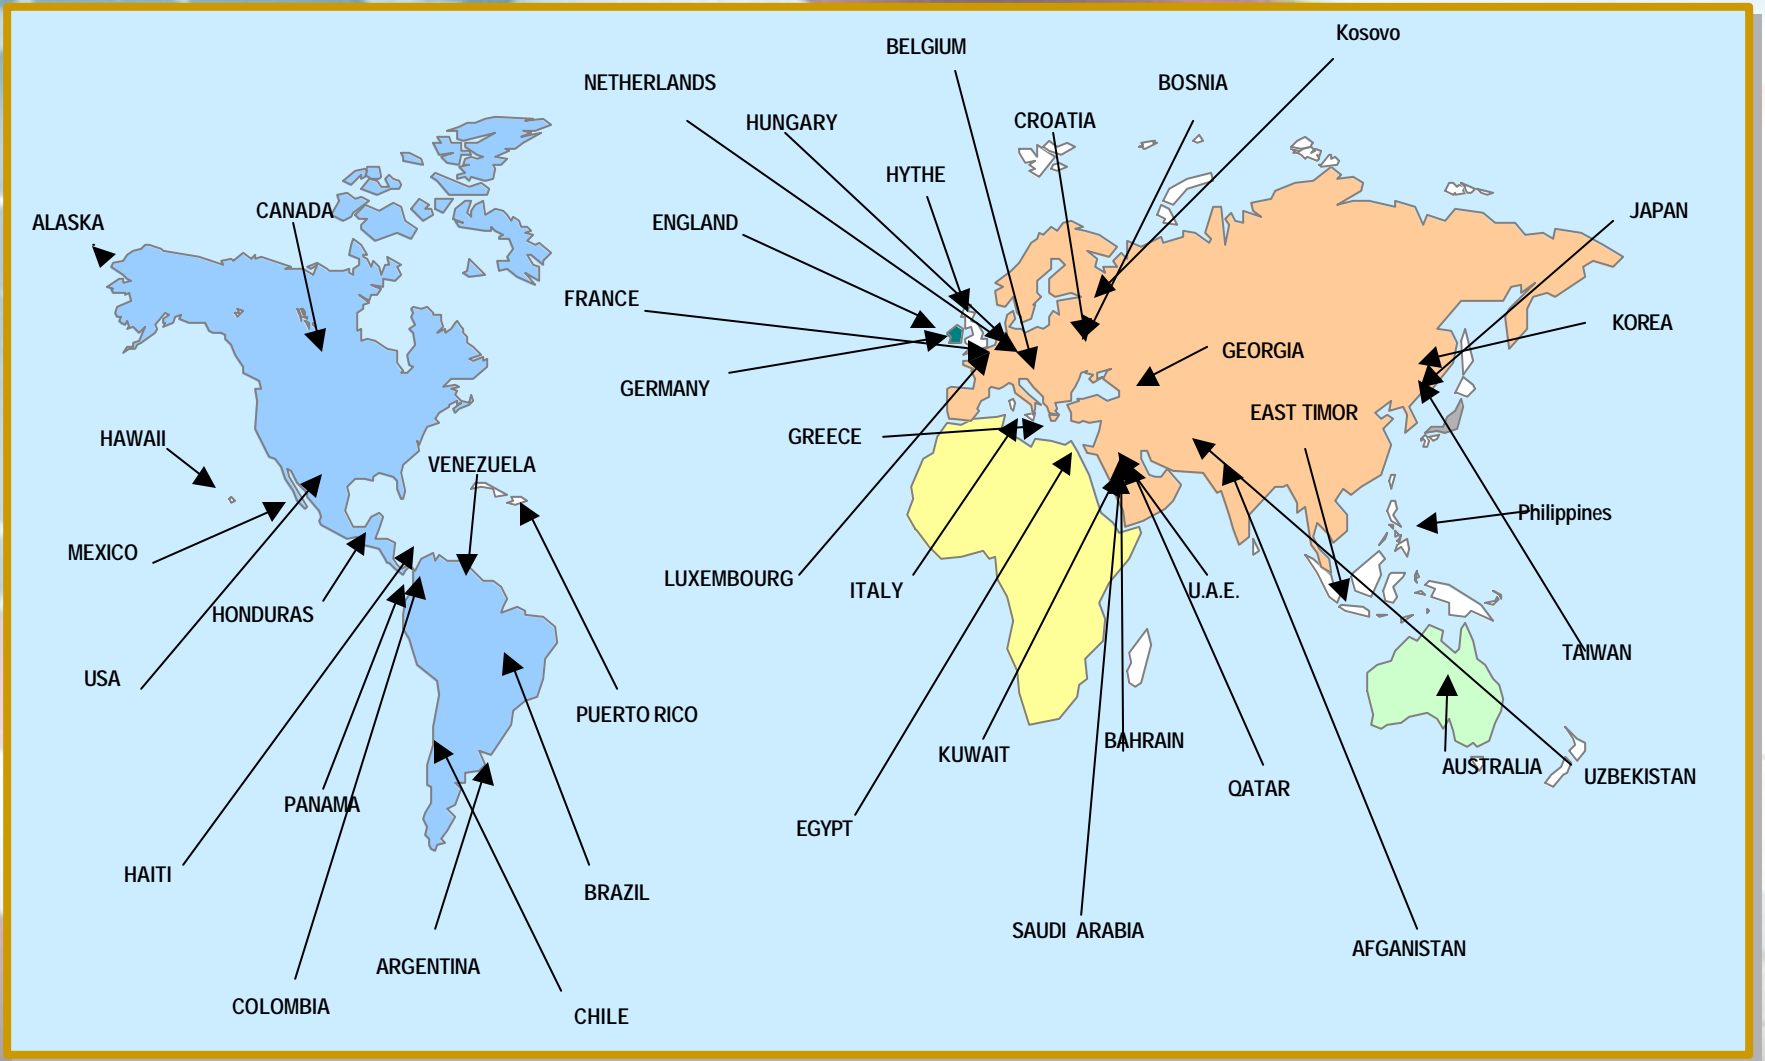 Kosovo
BELGIUM
NETHERLANDS
BOSNIA
HUNGARY
CROATIA
HYTHE
ALASKA
CANADA
ENGLAND
JAPAN
FRANCE
KOREA
GEORGIA
GERMANY
EAST TIMOR
HAWAII
GREECE
VENEZUELA
Philippines
MEXICO
LUXEMBOURG
ITALY
U.A.E.
HONDURAS
TAIWAN
USA
PUERTO RICO
KUWAIT
BAHRAIN
AUSTRALIA
UZBEKISTAN
QATAR
PANAMA
EGYPT
HAITI
BRAZIL
SAUDI ARABIA
AFGANISTAN
ARGENTINA
COLOMBIA
CHILE